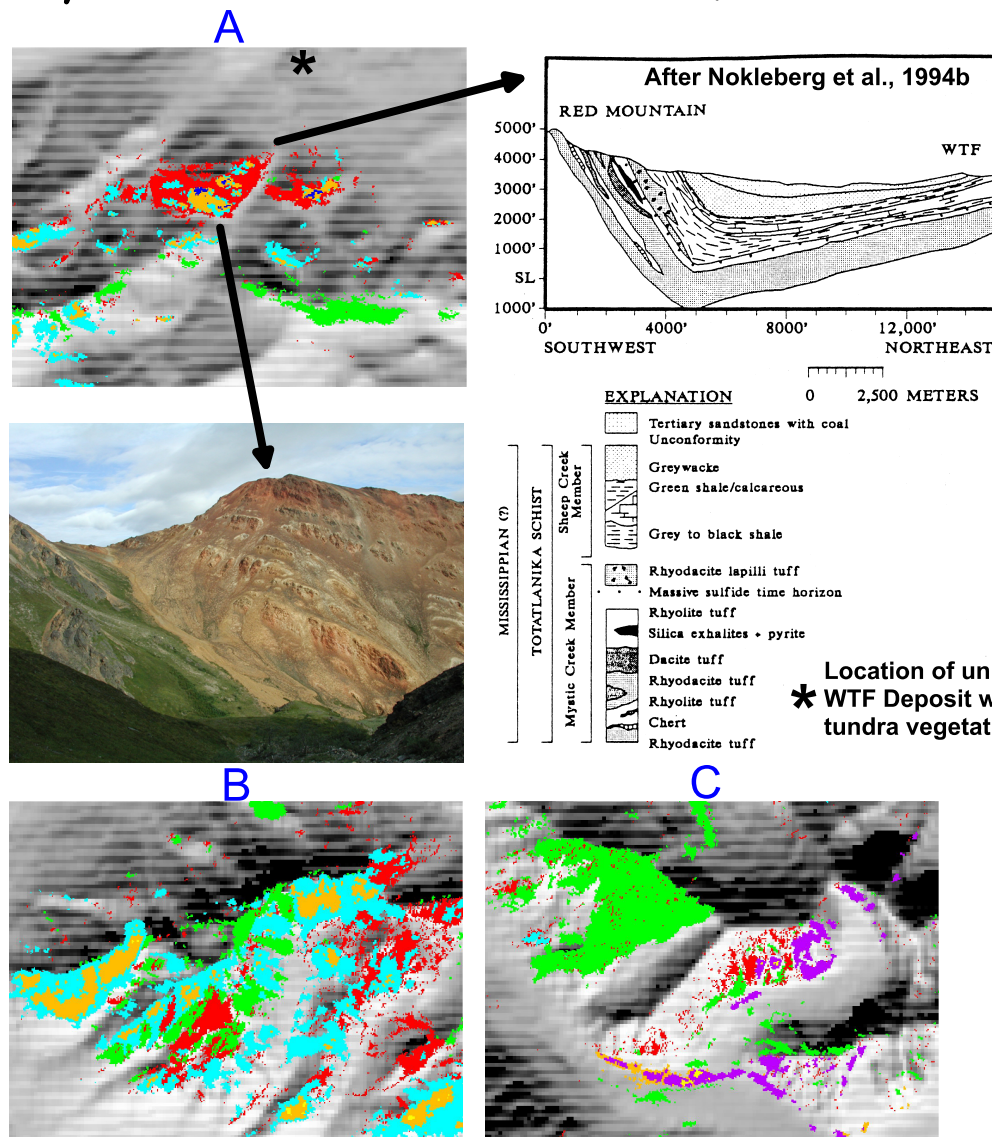 A
*
After Nokleberg et al., 1994b
RED MOUNTAIN
WTF
5000'
4000'
3000'
2000'
1000'
SL
1000'
0'
4000'
8000'
12,000'
SOUTHWEST
NORTHEAST
0
2,500 METERS
EXPLANATION
Tertiary sandstones with coal
Unconformity
Greywacke
Green shale/calcareous
Grey to black shale
Rhyodacite lapilli tuff
Massive sulfide time horizon
Rhyolite tuff
Silica exhalites + pyrite
Dacite tuff
Rhyodacite tuff
Rhyolite tuff
Chert
Rhyodacite tuff
MISSISSIPPIAN (?)
TOTATLANIKA SCHIST
Sheep Creek
Member
Mystic Creek Member
Location of un
* WTF Deposit w
tundra vegetat
B
C